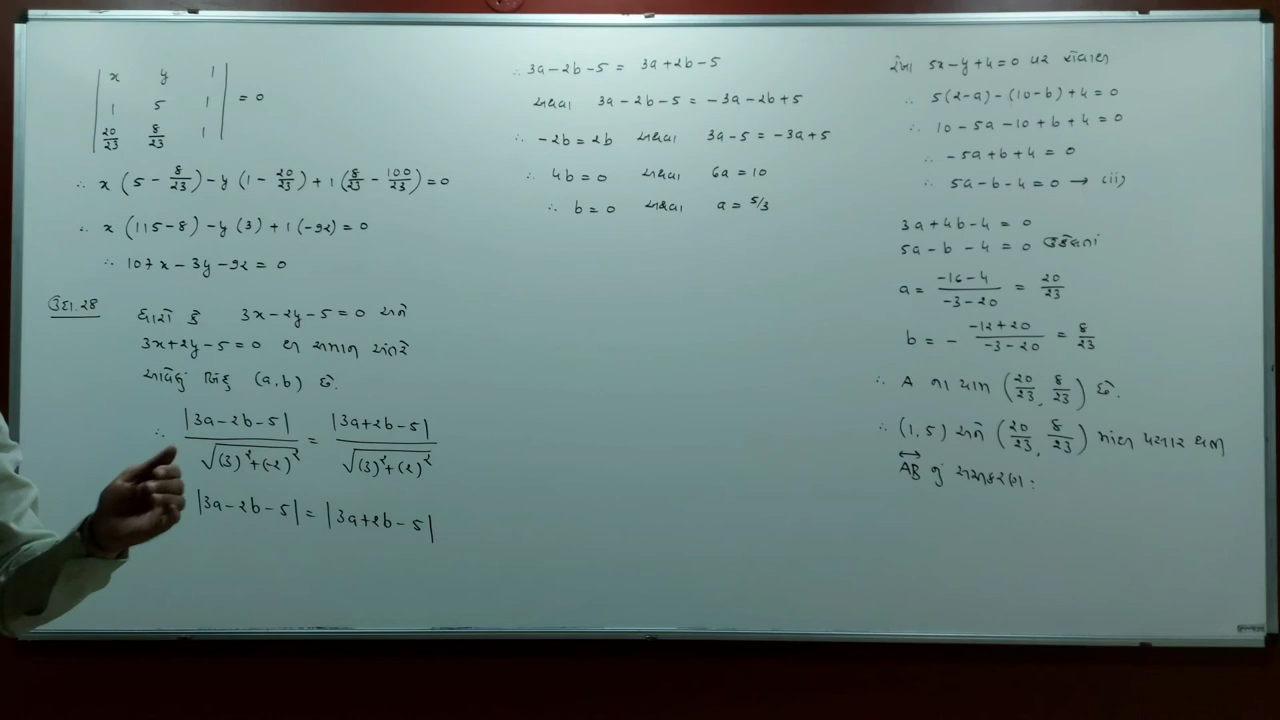 | x y 1 |
| 1 5 1 | = 0
| 20/23 8/23 1 |
∴ x (5 - 8/23) - y (1 - 20/23) + 1 (8/23 - 100/23) = 0
∴ x (115-8) - y (3) + 1 (-92) = 0
∴ 107x - 3y - 92 = 0
ઉદા. 28
ધારો કે 3x-2y-5=0 અને
3x+2y-5=0 થી સમાન અંતરે
આવેલું બિંદુ (a,b) છે.
∴ |3a-2b-5| / √(3)²+(-2)² = |3a+2b-5| / √(3)²+(2)²
|3a-2b-5| = |3a+2b-5|
∴ 3a-2b-5 = 3a+2b-5
અથવા 3a-2b-5 = -3a-2b+5
∴ -2b = 2b અથવા 3a-5 = -3a+5
∴ 4b=0 અથવા 6a=10
∴ b=0 અથવા a = 5/3
રેખા 5x-y+4=0 પર હોવાથી
∴ 5(2-a)-(10-b)+4=0
∴ 10-5a-10+b+4=0
∴ -5a+b+4=0
∴ 5a-b-4=0 → (ii)
3a+4b-4 = 0
5a-b-4 = 0 ઉકેલતાં
a = -16-4 / -3-20 = 20/23
b = - -12+20 / -3-20 = 8/23
∴ A ના યામ (20/23, 8/23) છે.
∴ (1,5) અને (20/23, 8/23) માંથી પસાર થતી
↔AB નું સમીકરણ: